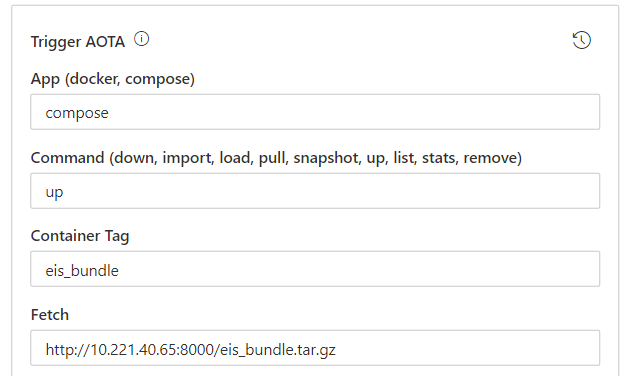 Trigger AOTA
App (docker, compose)
compose
Command (down, import, load, pull, snapshot, up, list, stats, remove)
up
Container Tag
eis_bundle
Fetch
http://10.221.40.65:8000/eis_bundle.tar.gz